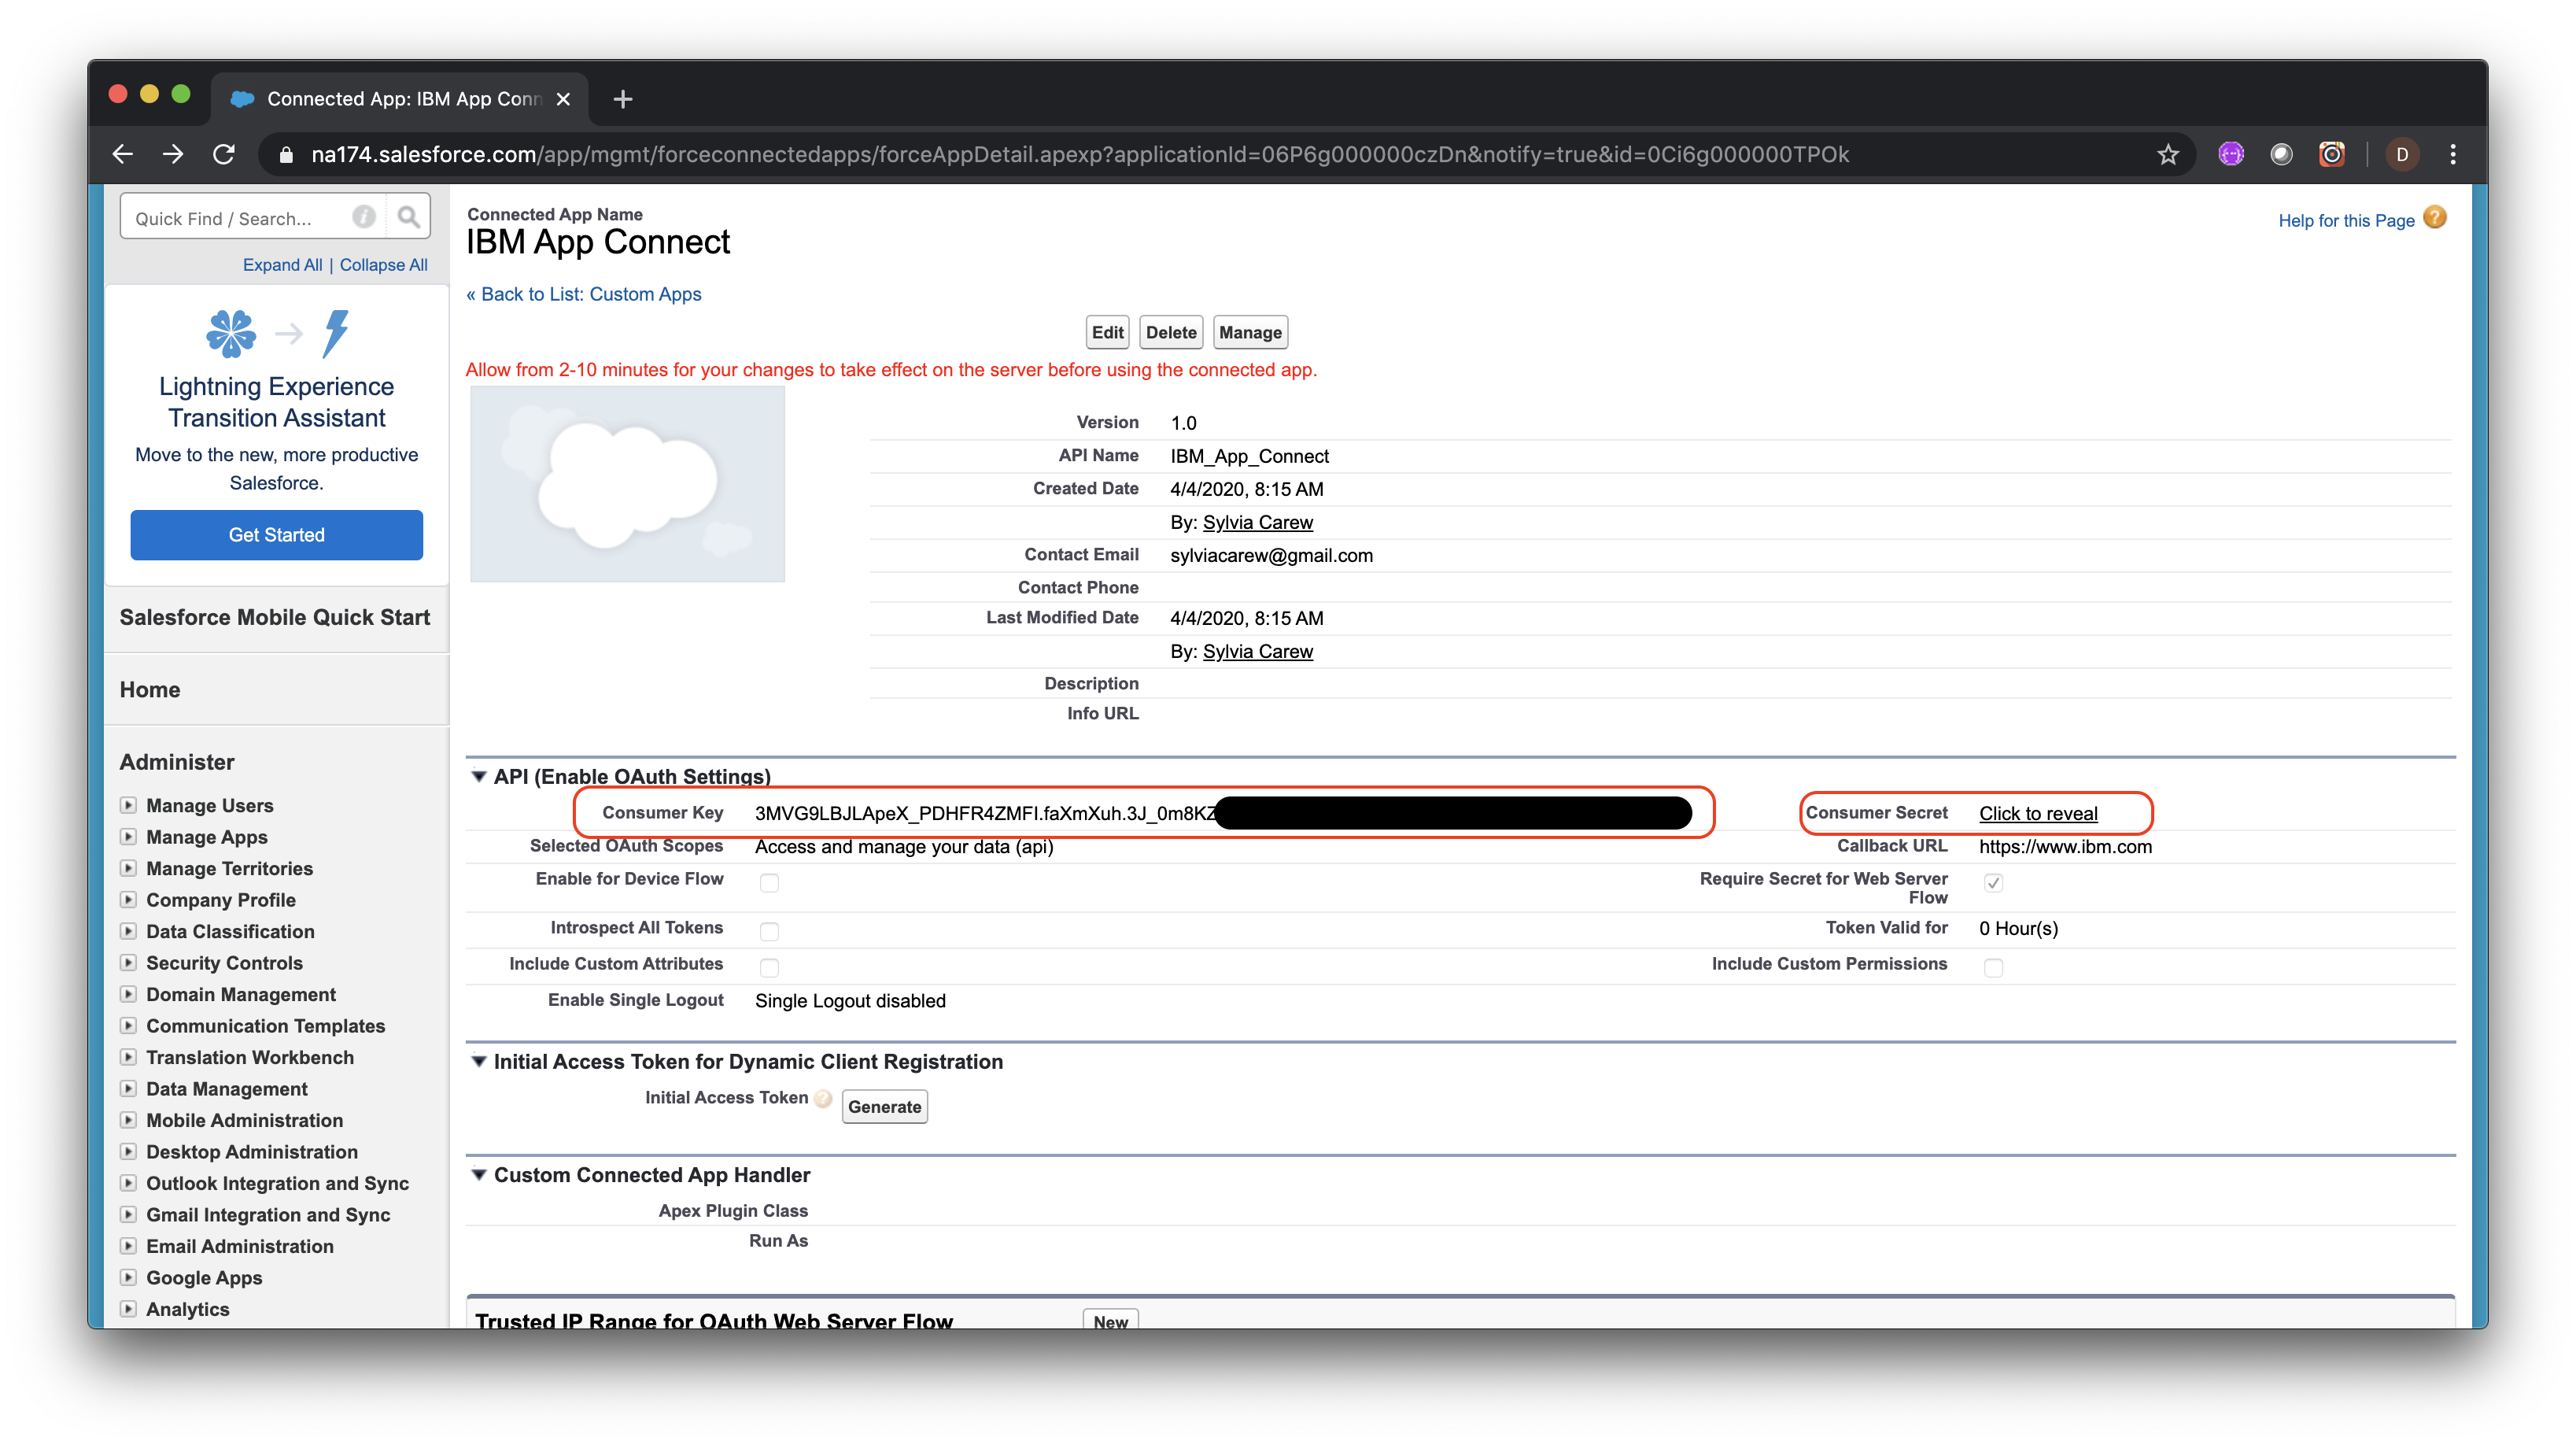 Connected App: IBM App Conn
na174.salesforce.com/app/mgmt/forceconnectedapps/forceAppDetail.apexp?applicationId=06P6g000000czDn&notify=true&id=0Ci6g000000TPOk
D
Quick Find / Search...
Expand All | Collapse All
Lightning Experience
Transition Assistant
Move to the new, more productive
Salesforce.
Get Started
Salesforce Mobile Quick Start
Home
Administer
Manage Users
Manage Apps
Manage Territories
Company Profile
Data Classification
Security Controls
Domain Management
Communication Templates
Translation Workbench
Data Management
Mobile Administration
Desktop Administration
Outlook Integration and Sync
Gmail Integration and Sync
Email Administration
Google Apps
Analytics
Connected App Name
IBM App Connect
Help for this Page ?
« Back to List: Custom Apps
Edit Delete Manage
Allow from 2-10 minutes for your changes to take effect on the server before using the connected app.
Version 1.0
API Name IBM_App_Connect
Created Date 4/4/2020, 8:15 AM
By: Sylvia Carew
Contact Email sylviacarew@gmail.com
Contact Phone
Last Modified Date 4/4/2020, 8:15 AM
By: Sylvia Carew
Description
Info URL
API (Enable OAuth Settings)
Consumer Key 3MVG9LBJLApeX_PDHFR4ZMFI.faXmXuh.3J_0m8KZ Consumer Secret Click to reveal
Selected OAuth Scopes Access and manage your data (api) Callback URL https://www.ibm.com
Enable for Device Flow Require Secret for Web Server
Flow
Introspect All Tokens Token Valid for 0 Hour(s)
Include Custom Attributes Include Custom Permissions
Enable Single Logout Single Logout disabled
Initial Access Token for Dynamic Client Registration
Initial Access Token ? Generate
Custom Connected App Handler
Apex Plugin Class
Run As
Trusted IP Range for OAuth Web Server Flow New